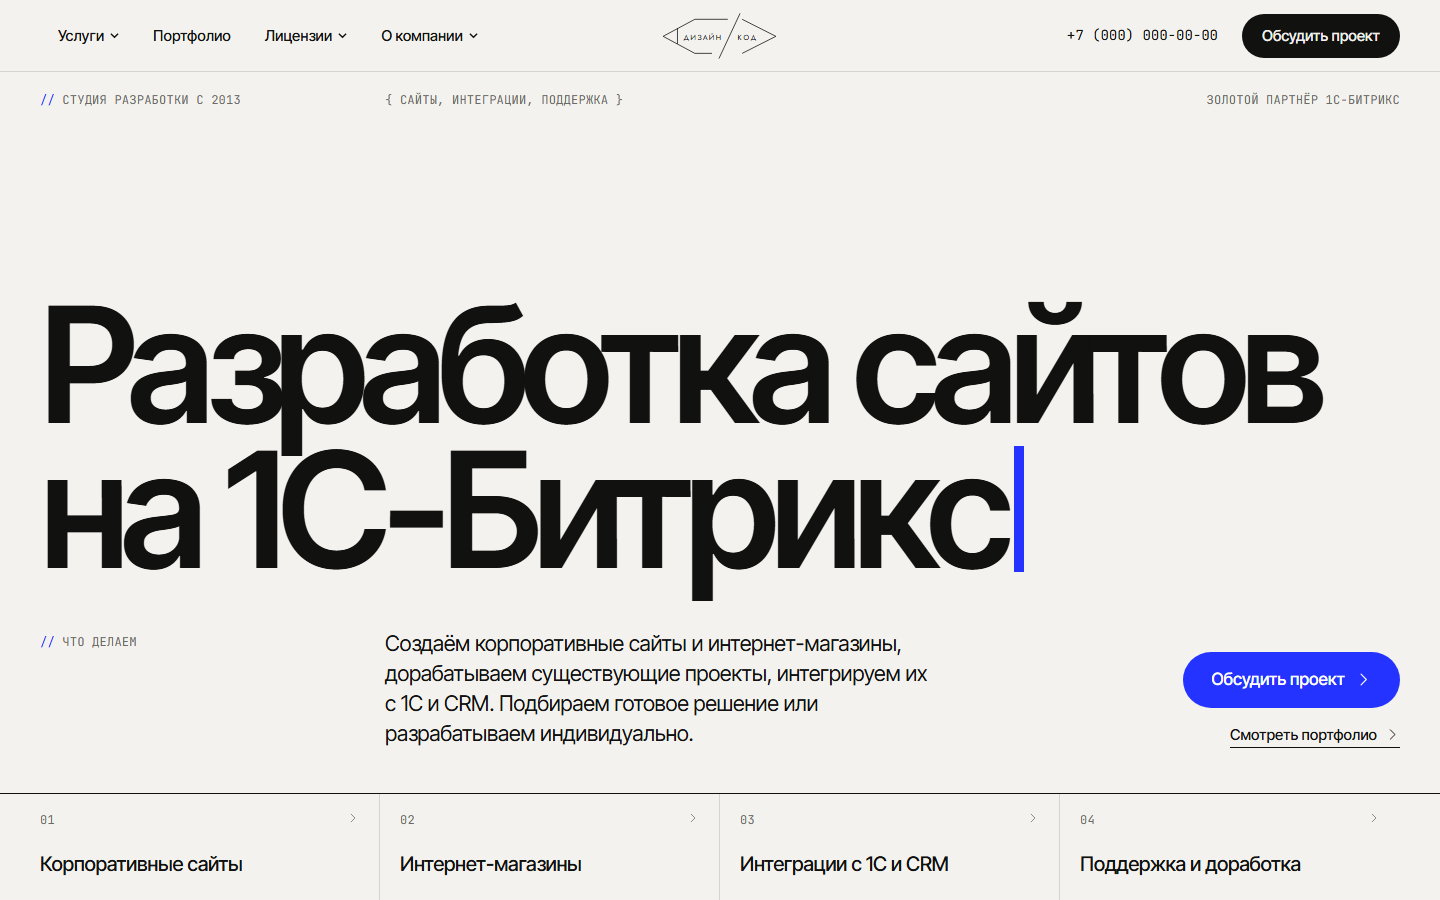 Услуги
Портфолио
Лицензии
О компании
ДИЗАЙН КОД
+7 (000) 000-00-00
Обсудить проект
// СТУДИЯ РАЗРАБОТКИ С 2013
{ САЙТЫ, ИНТЕГРАЦИИ, ПОДДЕРЖКА }
ЗОЛОТОЙ ПАРТНЁР 1С-БИТРИКС
Разработка сайтов
на 1С-Битрикс
// ЧТО ДЕЛАЕМ
Создаём корпоративные сайты и интернет-магазины,
дорабатываем существующие проекты, интегрируем их
с 1С и CRM. Подбираем готовое решение или
разрабатываем индивидуально.
Обсудить проект
Смотреть портфолио
01
Корпоративные сайты
02
Интернет-магазины
03
Интеграции с 1С и CRM
04
Поддержка и доработка